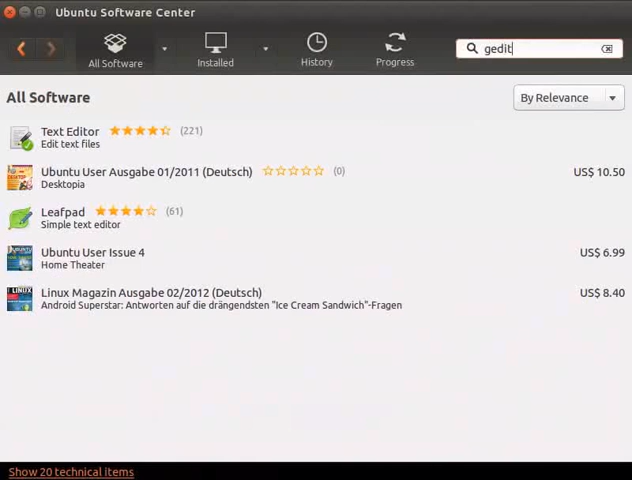 Ubuntu Software Center
All Software
Installed
History
Progress
gedit
All Software
By Relevance
Text Editor (221)
Edit text files
Ubuntu User Ausgabe 01/2011 (Deutsch) (0) US$ 10.50
Desktopia
Leafpad (61)
Simple text editor
Ubuntu User Issue 4 US$ 6.99
Home Theater
Linux Magazin Ausgabe 02/2012 (Deutsch) US$ 8.40
Android Superstar: Antworten auf die drängendsten "Ice Cream Sandwich"-Fragen
Show 20 technical items